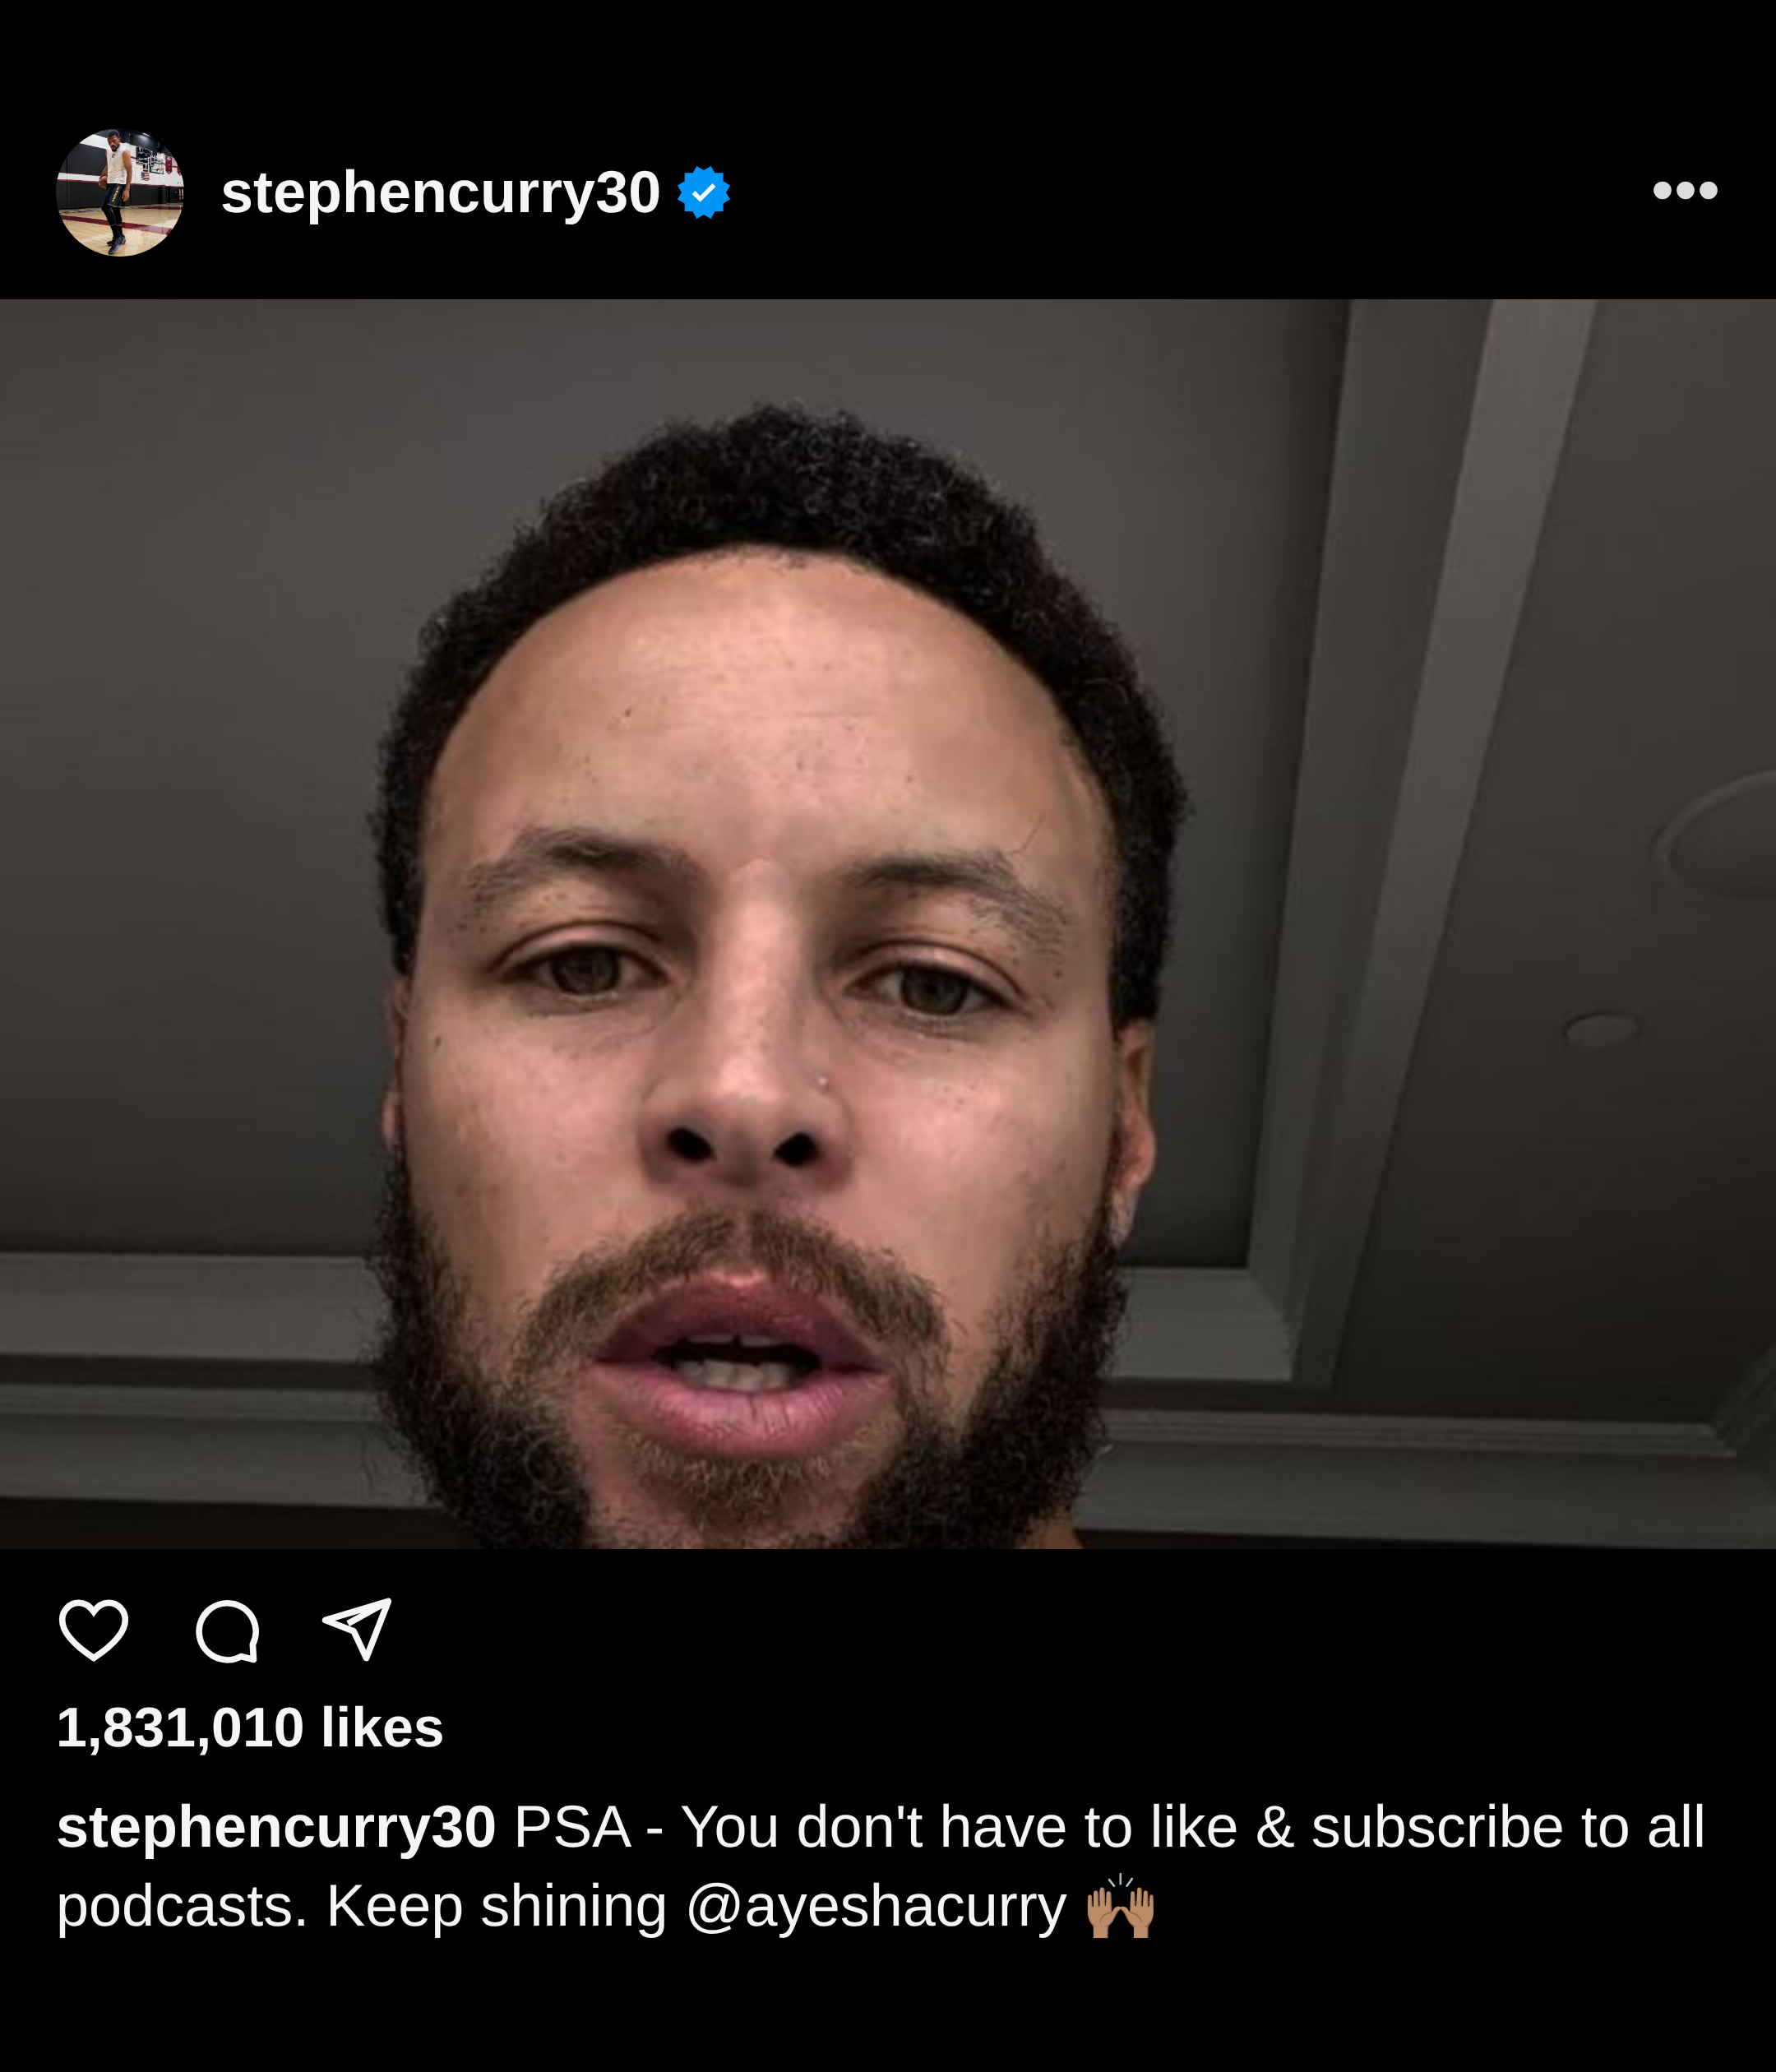 stephencurry30
1,831,010 likes
stephencurry30 PSA - You don't have to like & subscribe to all
podcasts. Keep shining @ayeshacurry 🙌🏽